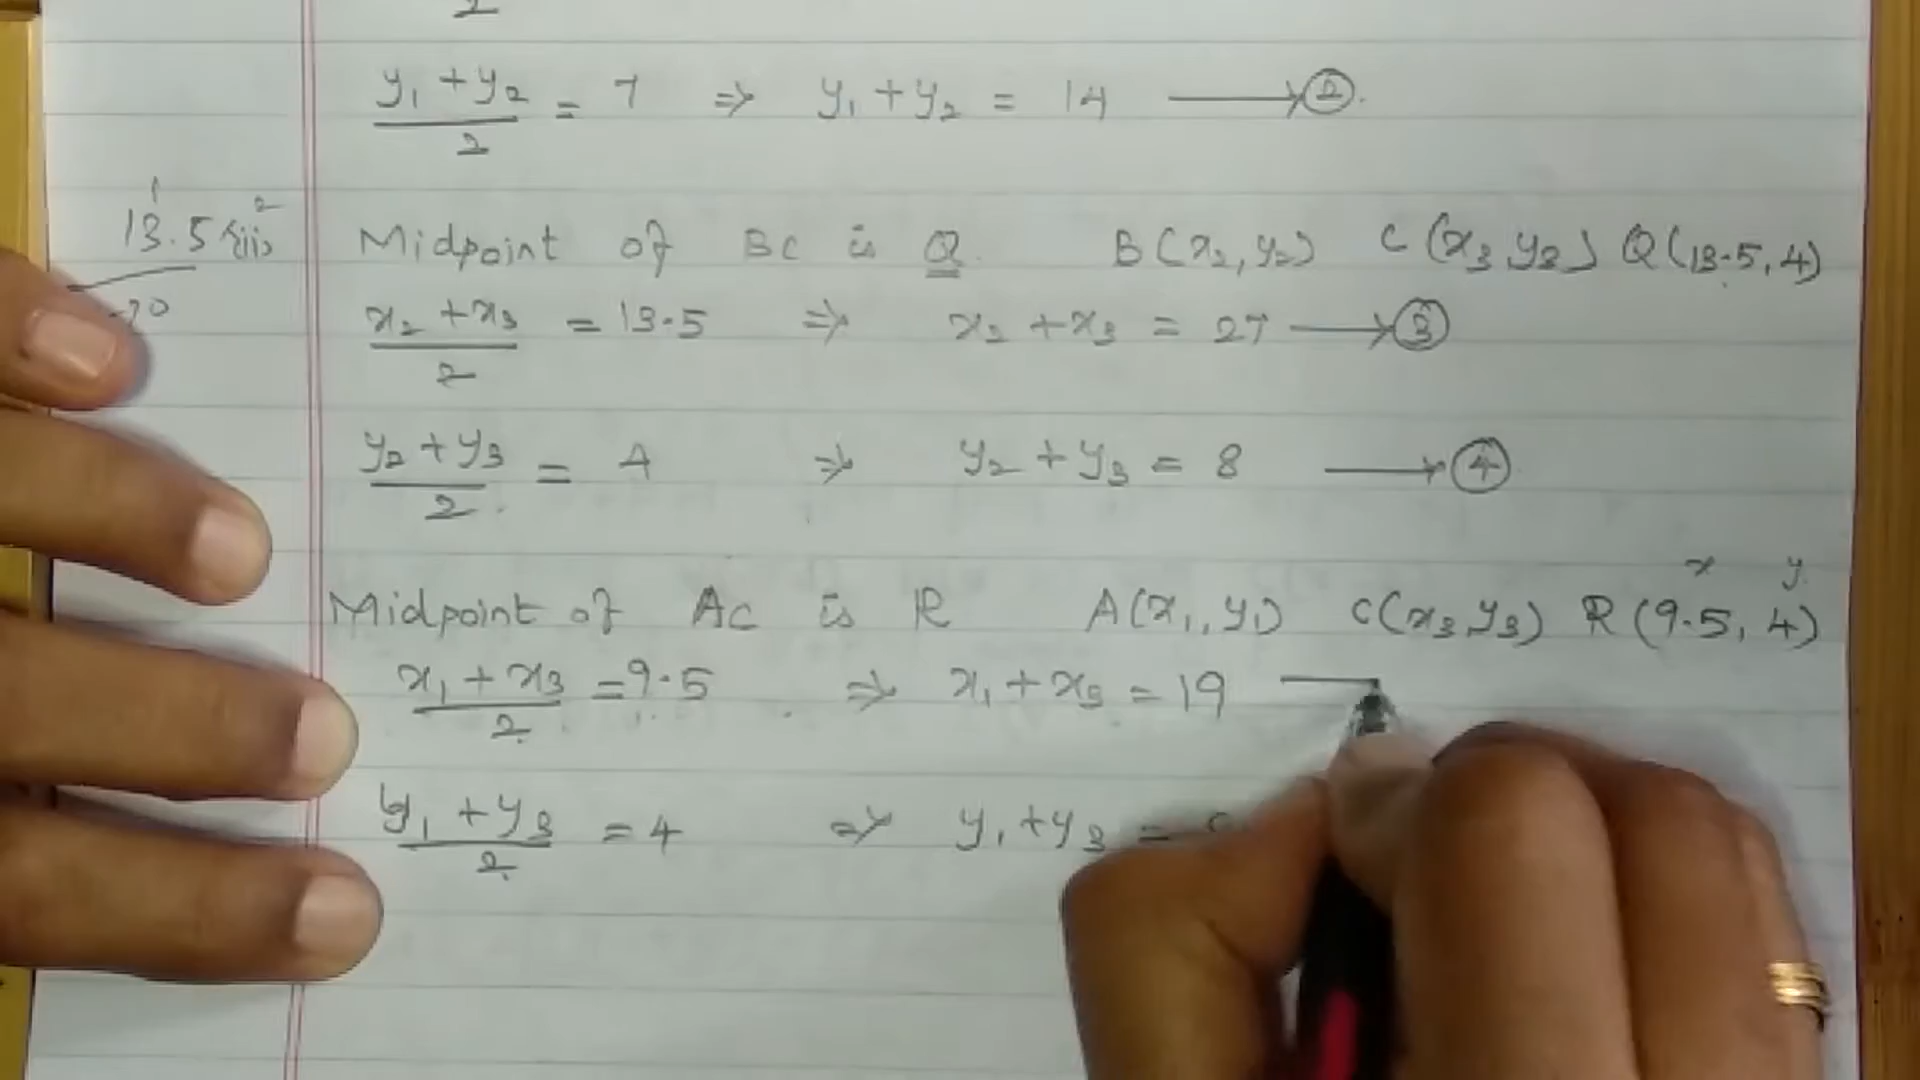 2
(y₁ + y₂)/2 = 7 ⇒ y₁ + y₂ = 14 ⟶ ②.
13.5
Midpoint of BC is Q B(x₂, y₂) C(x₃ y₃) Q(13.5, 4)
(x₂ + x₃)/2 = 13.5 ⇒ x₂ + x₃ = 27 ⟶ ③
(y₂ + y₃)/2 = 4 ⇒ y₂ + y₃ = 8 ⟶ ④
x y
Midpoint of AC is R A(x₁, y₁) C(x₃ y₃) R(9.5, 4)
(x₁ + x₃)/2 = 9.5 ⇒ x₁ + x₃ = 19
(y₁ + y₃)/2 = 4 ⇒ y₁ + y₃ =